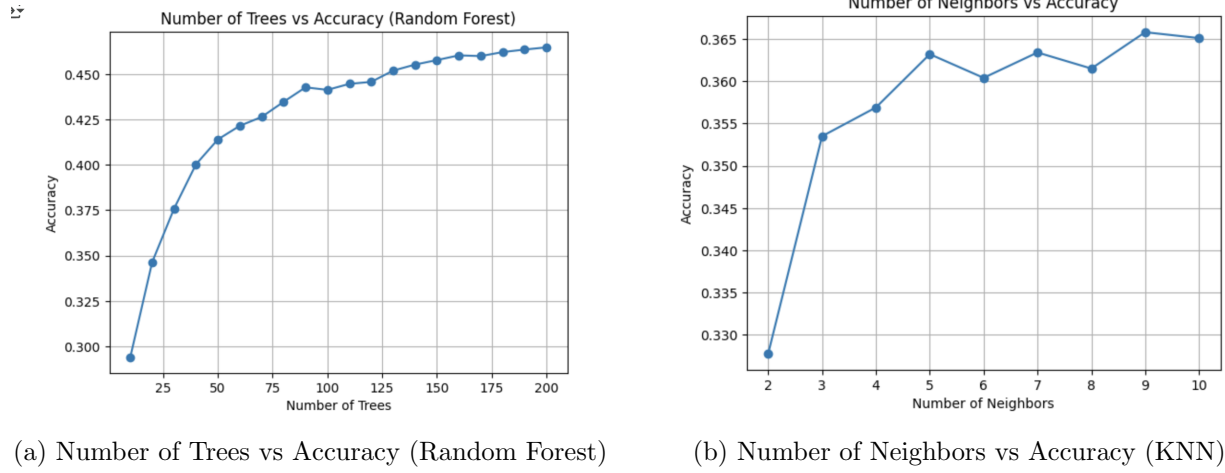 Number of Trees vs Accuracy (Random Forest)
0.450
0.425
0.400
0.375
0.350
0.325
0.300
Accuracy
25 50 75 100 125 150 175 200
Number of Trees
(a) Number of Trees vs Accuracy (Random Forest)
Number of Neighbors vs Accuracy
0.365
0.360
0.355
0.350
0.345
0.340
0.335
0.330
Accuracy
2 3 4 5 6 7 8 9 10
Number of Neighbors
(b) Number of Neighbors vs Accuracy (KNN)